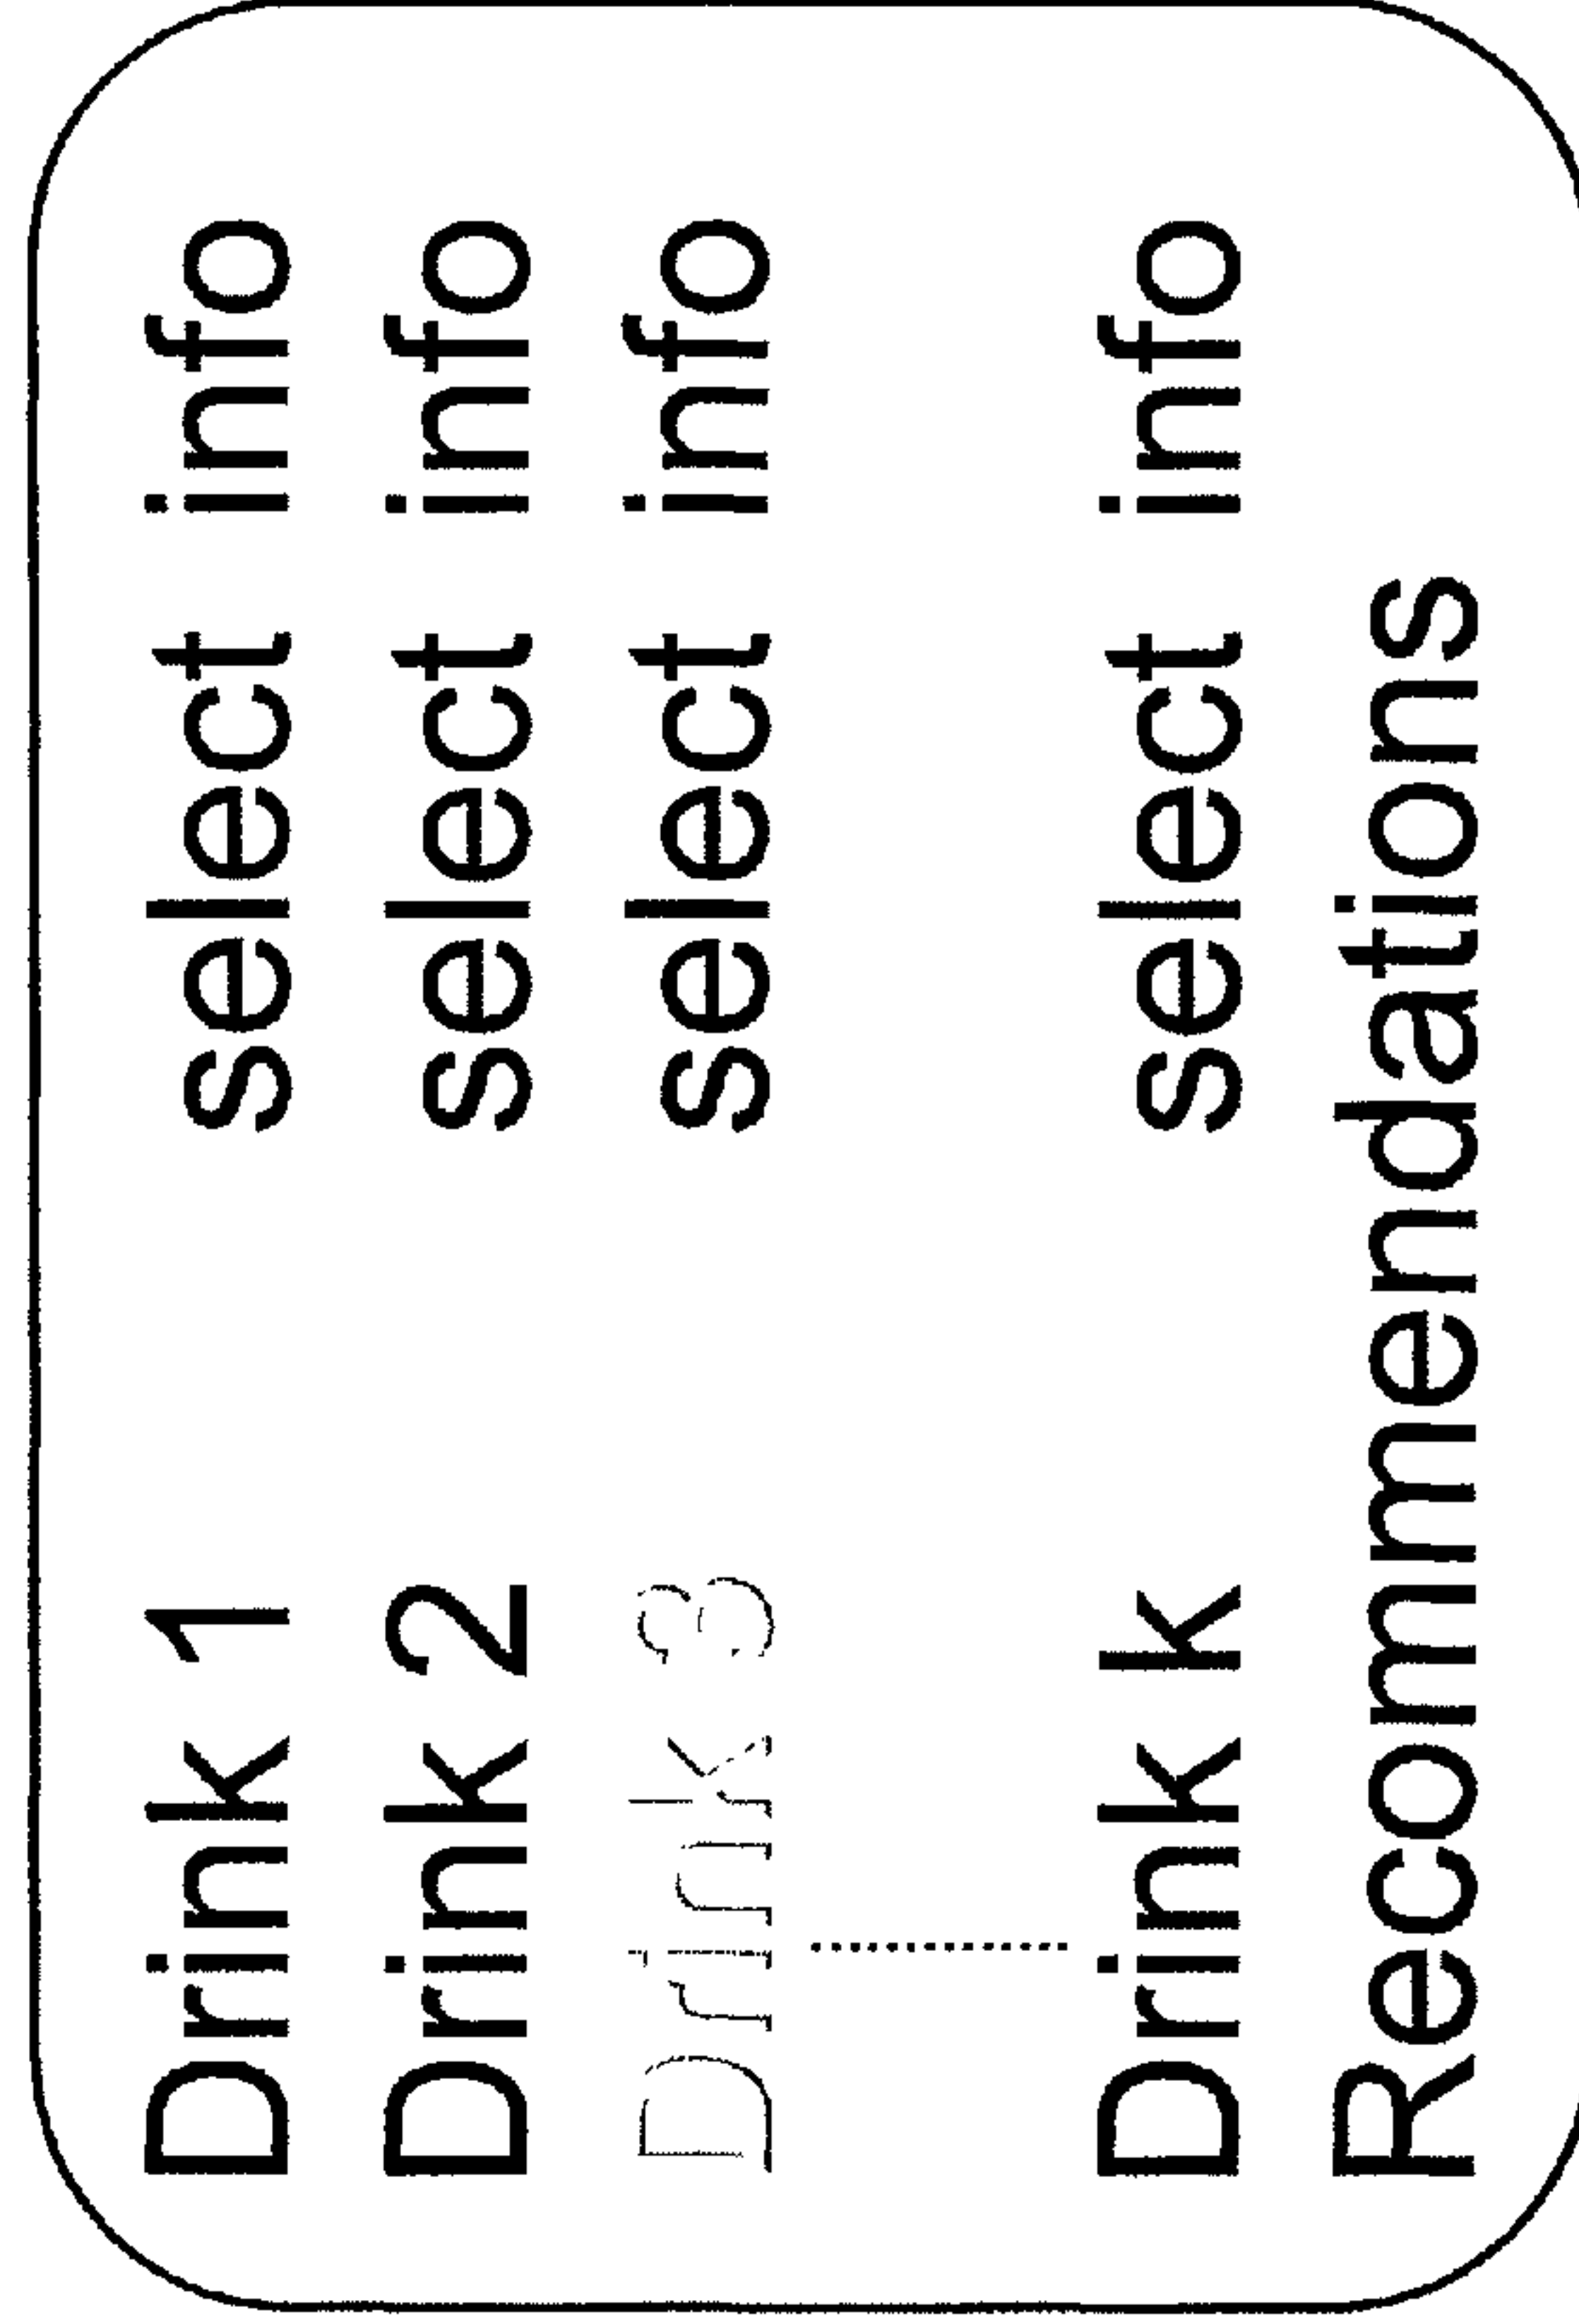 Drink 1 select info
Drink 2 select info
Drink 3 select info
Drink k select info
Recommendations